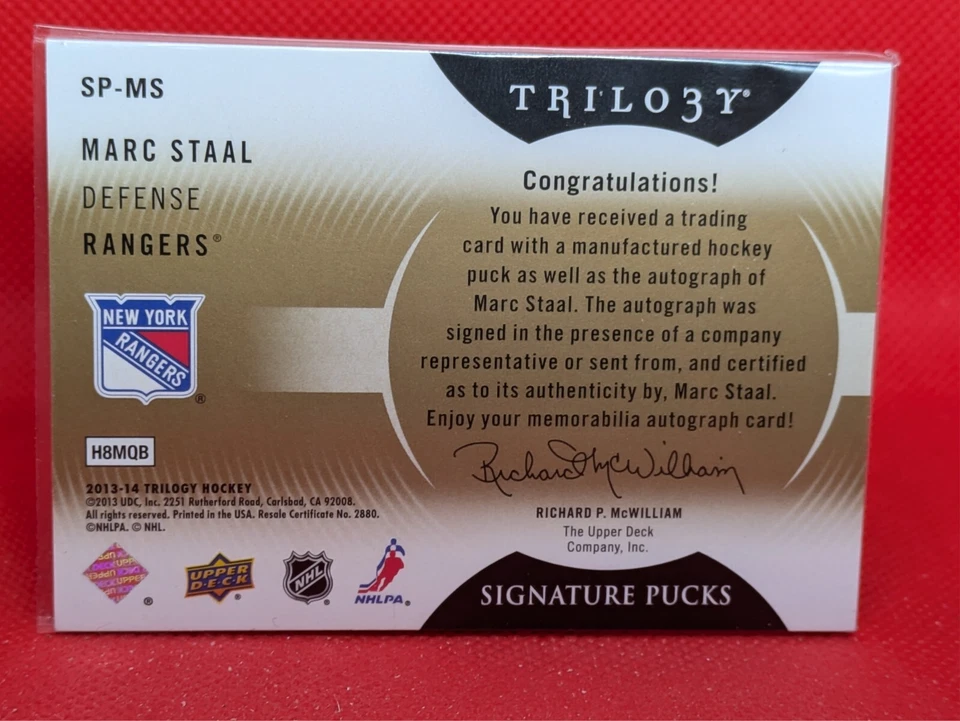 SP-MS
MARC STAAL
DEFENSE
RANGERS®
NEW YORK
RANGERS
®
H8MQB
2013-14 TRILOGY HOCKEY
©2013 UDC, Inc. 2251 Rutherford Road, Carlsbad, CA 92008.
All rights reserved. Printed in the USA. Resale Certificate No. 2880.
©NHLPA. © NHL.
®
UPPER
D·E·C·K
®
NHL
®
NHLPA®
TRILO3Y®
Congratulations!
You have received a trading
card with a manufactured hockey
puck as well as the autograph of
Marc Staal. The autograph was
signed in the presence of a company
representative or sent from, and certified
as to its authenticity by, Marc Staal.
Enjoy your memorabilia autograph card!
Richard McWilliam
RICHARD P. McWILLIAM
The Upper Deck
Company, Inc.
SIGNATURE PUCKS